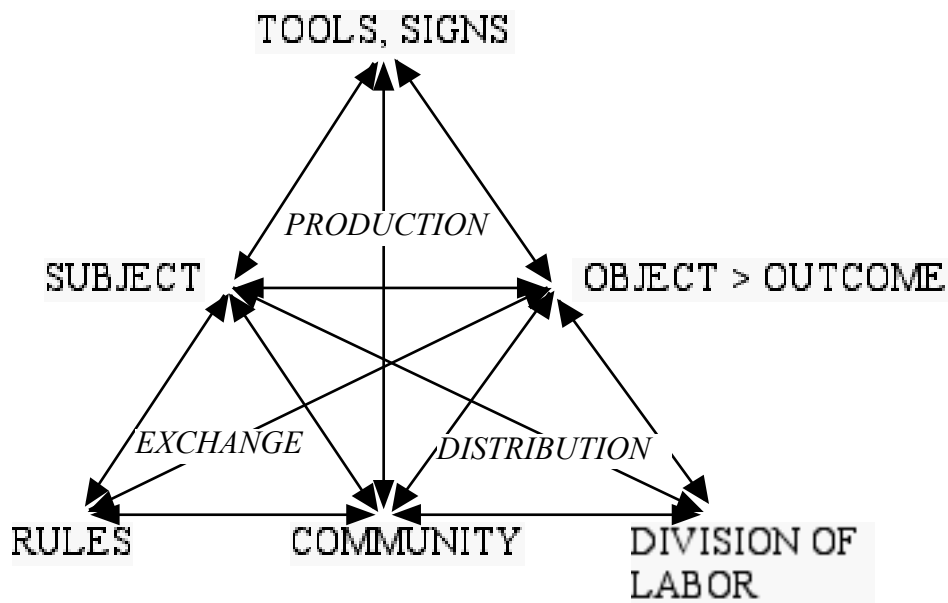 TOOLS, SIGNS
PRODUCTION
SUBJECT
OBJECT > OUTCOME
EXCHANGE
DISTRIBUTION
RULES
COMMUNITY
DIVISION OF
LABOR